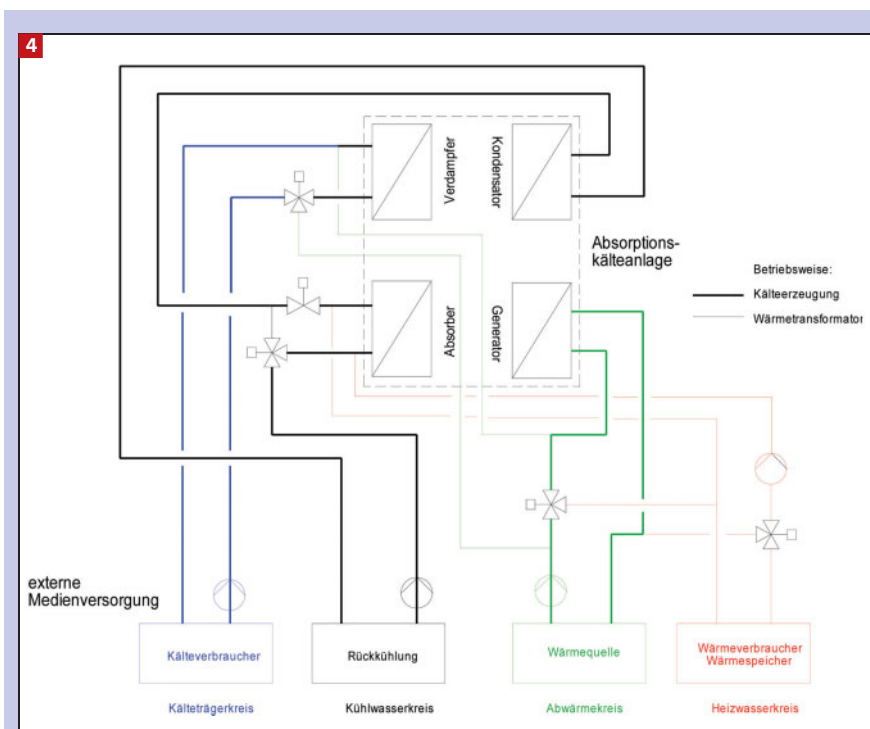 4
Verdampfer
Kondensator
Absorptions-
kälteanlage
Betriebsweise:
Kälteerzeugung
Wärmetransformator
Absorber
Generator
externe
Medienversorgung
Kälteverbraucher
Rückkühlung
Wärmequelle
Wärmeverbraucher
Wärmespeicher
Kälteträgerkreis
Kühlwasserkreis
Abwärmekreis
Heizwasserkreis